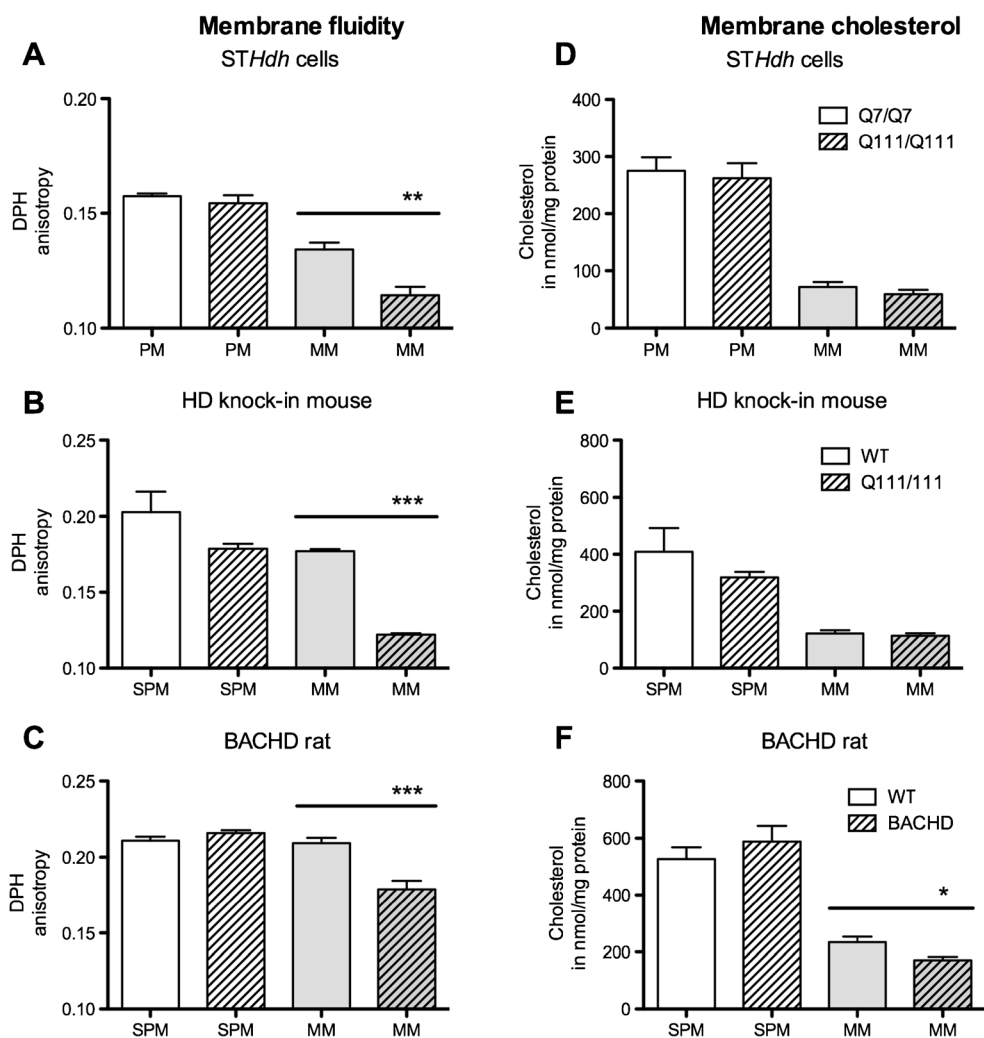 Membrane fluidity
A
STHdh cells
0.20
0.15
0.10
DPH
anisotropy
**
PM PM MM MM
B
HD knock-in mouse
0.25
0.20
0.15
0.10
DPH
anisotropy
***
SPM SPM MM MM
C
BACHD rat
0.25
0.20
0.15
0.10
DPH
anisotropy
***
SPM SPM MM MM
Membrane cholesterol
D
STHdh cells
400
300
200
100
0
Cholesterol
in nmol/mg protein
Q7/Q7
Q111/Q111
PM PM MM MM
E
HD knock-in mouse
800
600
400
200
0
Cholesterol
in nmol/mg protein
WT
Q111/111
SPM SPM MM MM
F
BACHD rat
800
600
400
200
0
Cholesterol
in nmol/mg protein
WT
BACHD
*
SPM SPM MM MM